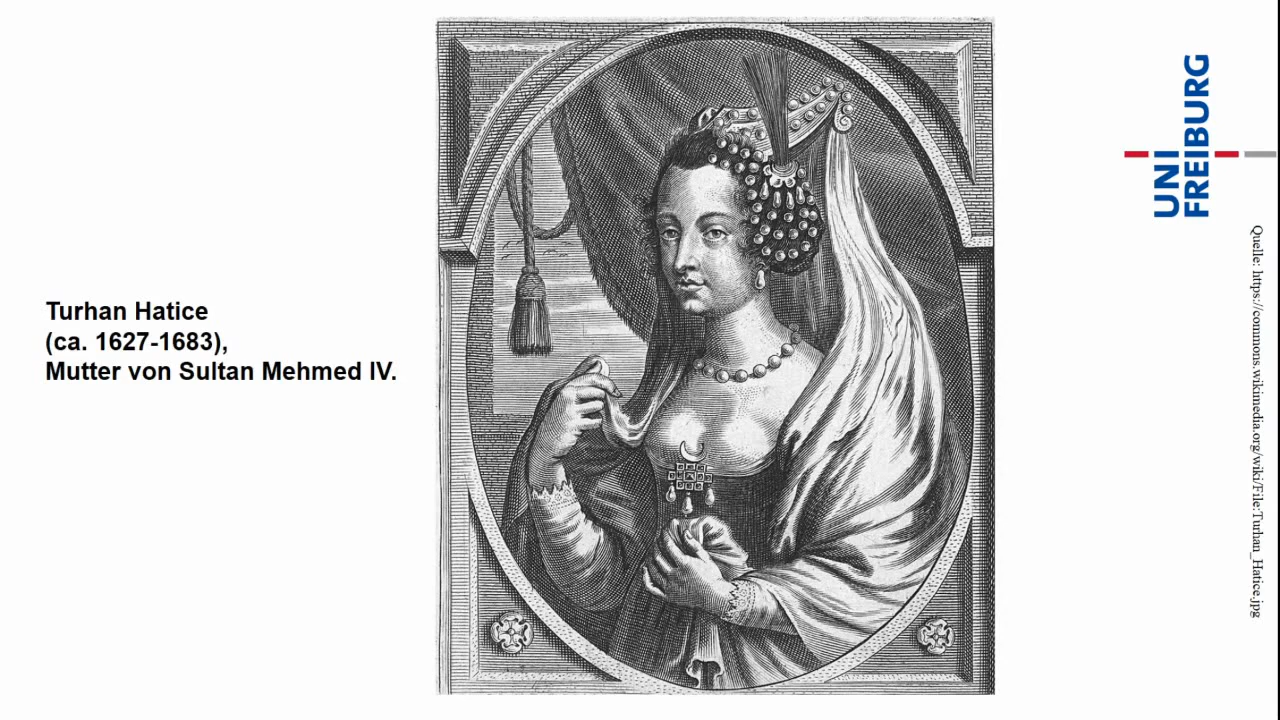 Turhan Hatice
(ca. 1627-1683),
Mutter von Sultan Mehmed IV.
UNI
FREIBURG
Quelle: https://commons.wikimedia.org/wiki/File:Turhan_Hatice.jpg